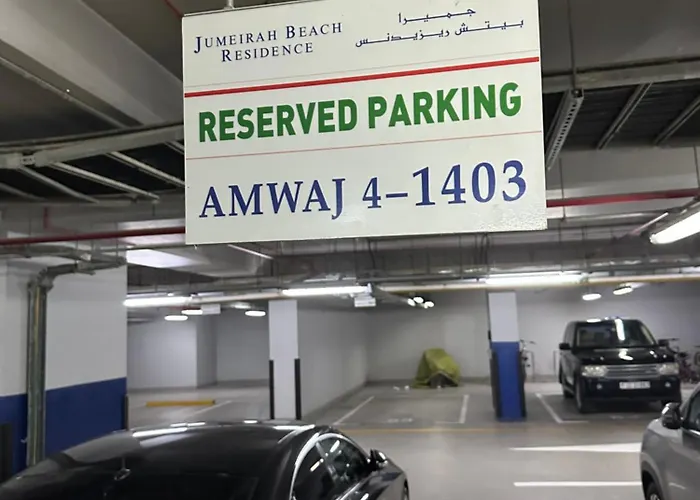 JUMEIRAH BEACH
RESIDENCE
جميرا
بيتش ريزيدنس
RESERVED PARKING
AMWAJ 4-1403